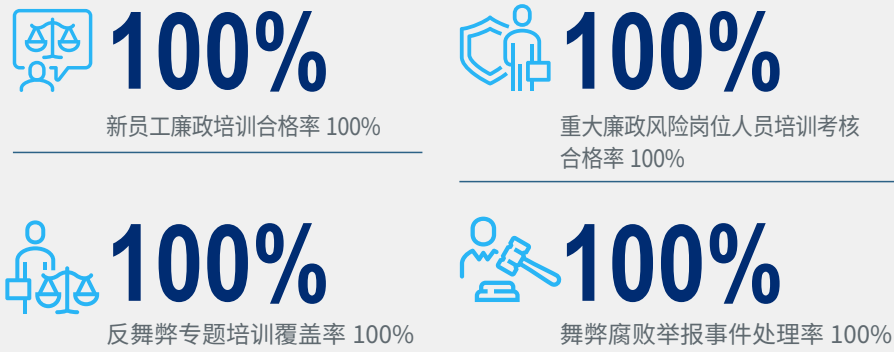 100%
新员工廉政培训合格率 100%
100%
重大廉政风险岗位人员培训考核
合格率 100%
100%
反舞弊专题培训覆盖率 100%
100%
舞弊腐败举报事件处理率 100%